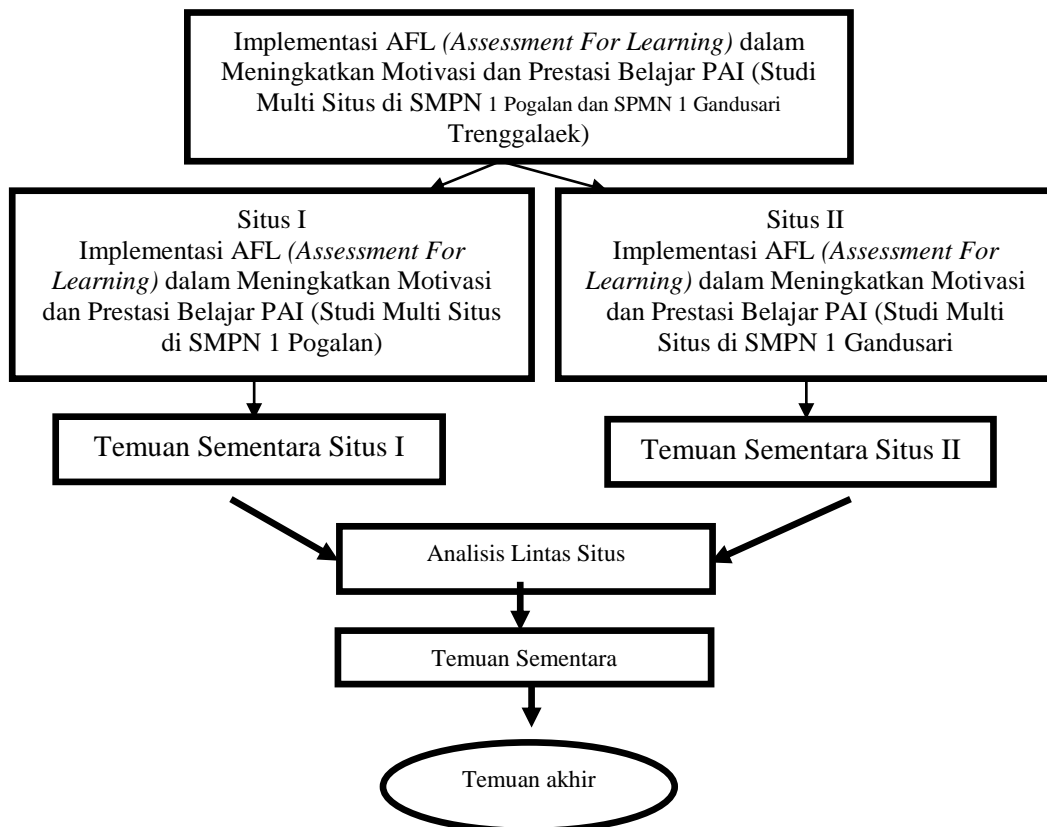 Implementasi AFL (Assessment For Learning) dalam
Meningkatkan Motivasi dan Prestasi Belajar PAI (Studi
Multi Situs di SMPN 1 Pogalan dan SPMN 1 Gandusari
Trenggalaek)
Situs I
Implementasi AFL (Assessment For
Learning) dalam Meningkatkan Motivasi
dan Prestasi Belajar PAI (Studi Multi Situs
di SMPN 1 Pogalan)
Situs II
Implementasi AFL (Assessment For
Learning) dalam Meningkatkan Motivasi
dan Prestasi Belajar PAI (Studi Multi
Situs di SMPN 1 Gandusari
Temuan Sementara Situs I
Temuan Sementara Situs II
Analisis Lintas Situs
Temuan Sementara
Temuan akhir